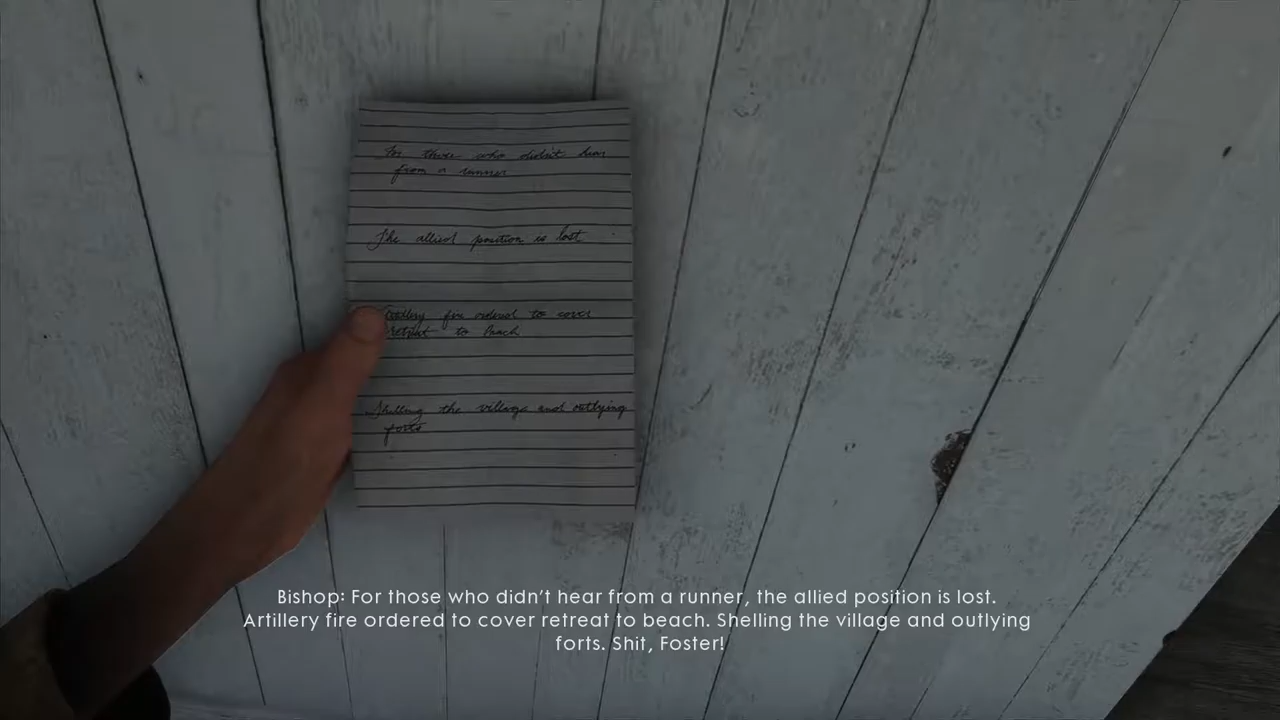 For those who didn't hear
from a runner
The allied position is lost
Artillery fire ordered to cover
retreat to beach
Shelling the village and outlying
forts
Bishop: For those who didn't hear from a runner, the allied position is lost.
Artillery fire ordered to cover retreat to beach. Shelling the village and outlying
forts. Shit, Foster!